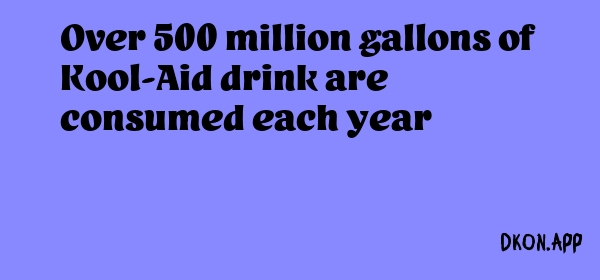 Over 500 million gallons of
Kool-Aid drink are
consumed each year
DKON.APP